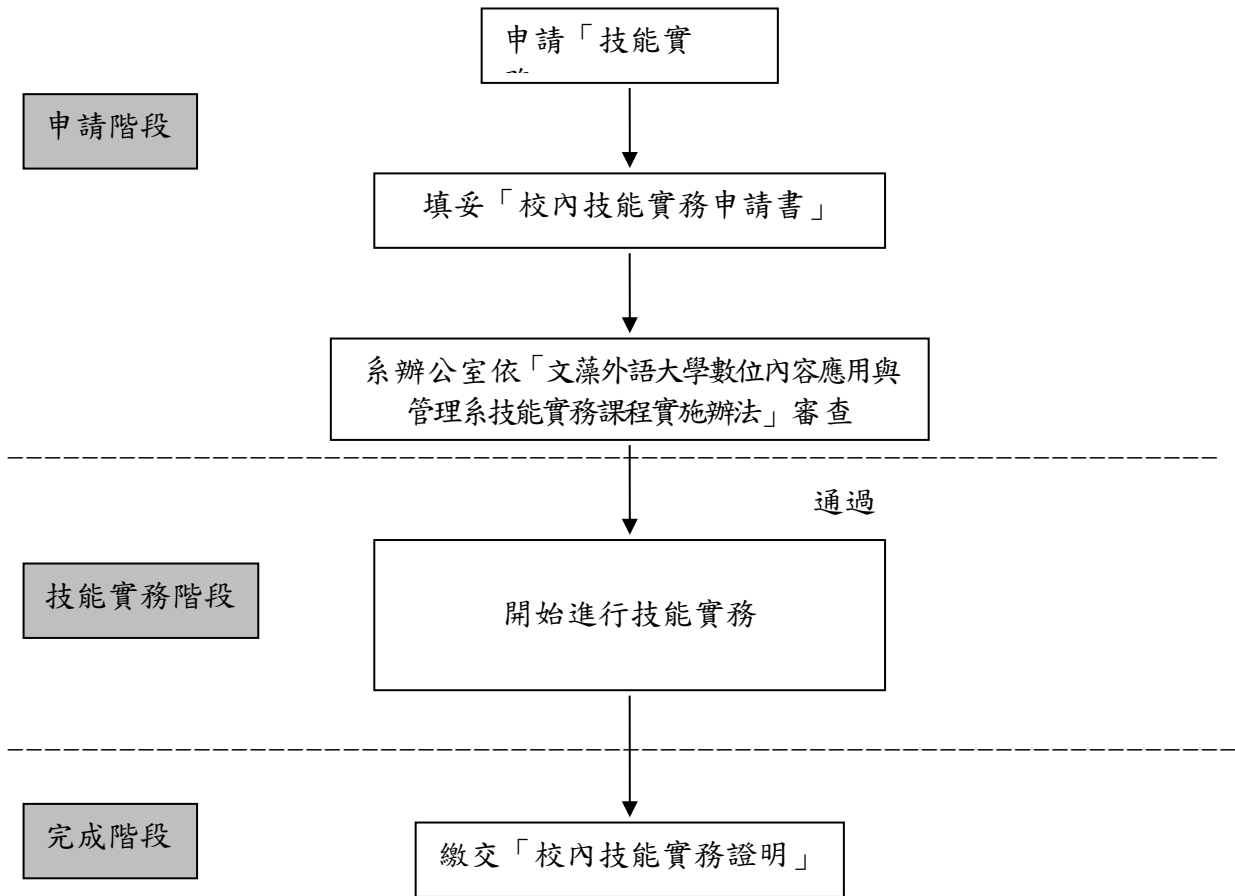 申請「技能實
申請階段
填妥「校內技能實務申請書」
系辦公室依「文藻外語大學數位內容應用與
管理系技能實務課程實施辦法」審查
通過
技能實務階段
開始進行技能實務
完成階段
繳交「校內技能實務證明」